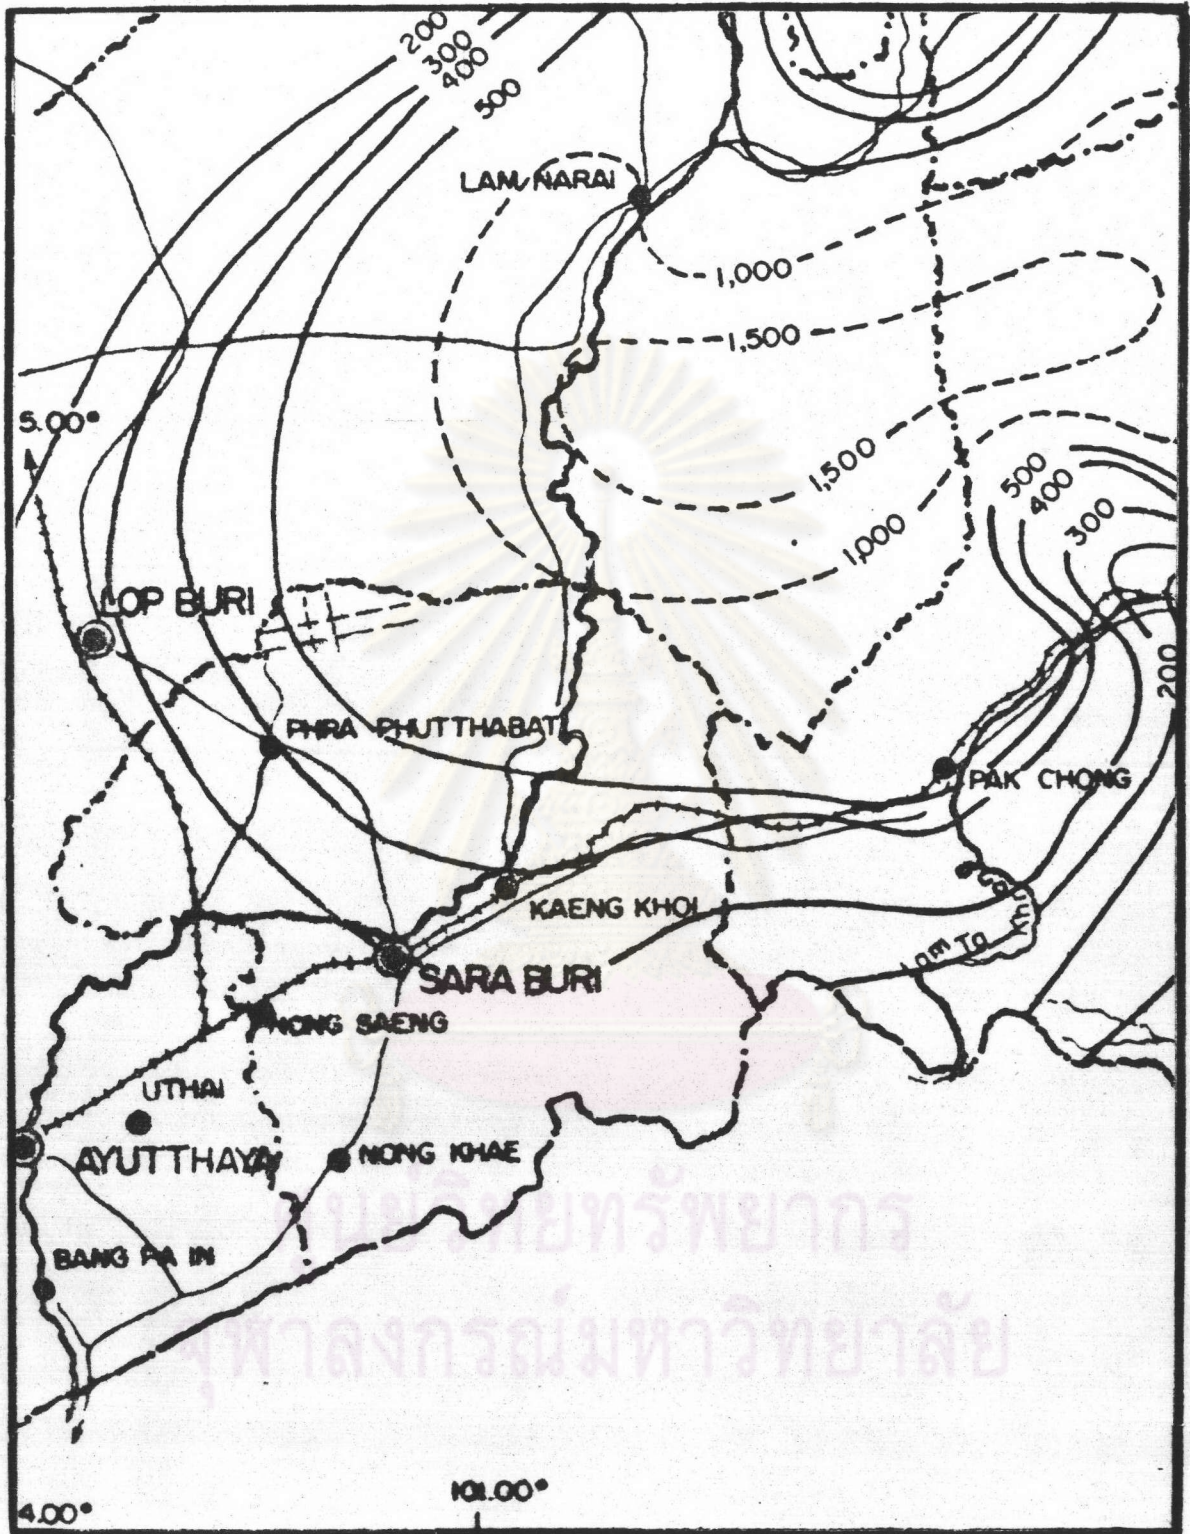 200
300
400
500
LAM NARAI
1,000
1,500
5.00°
1,500
500
400
300
1,000
LOP BURI
200
PHRA PHUTTHABAT
PAK CHONG
KAENG KHOI
Lam Ta Khong
SARA BURI
NONG SAENG
UTHAI
AYUTTHAYA
NONG KHAE
ศูนย์วิทยทรัพยากร
BANG PA IN
จุฬาลงกรณ์มหาวิทยาลัย
101.00°
4.00°